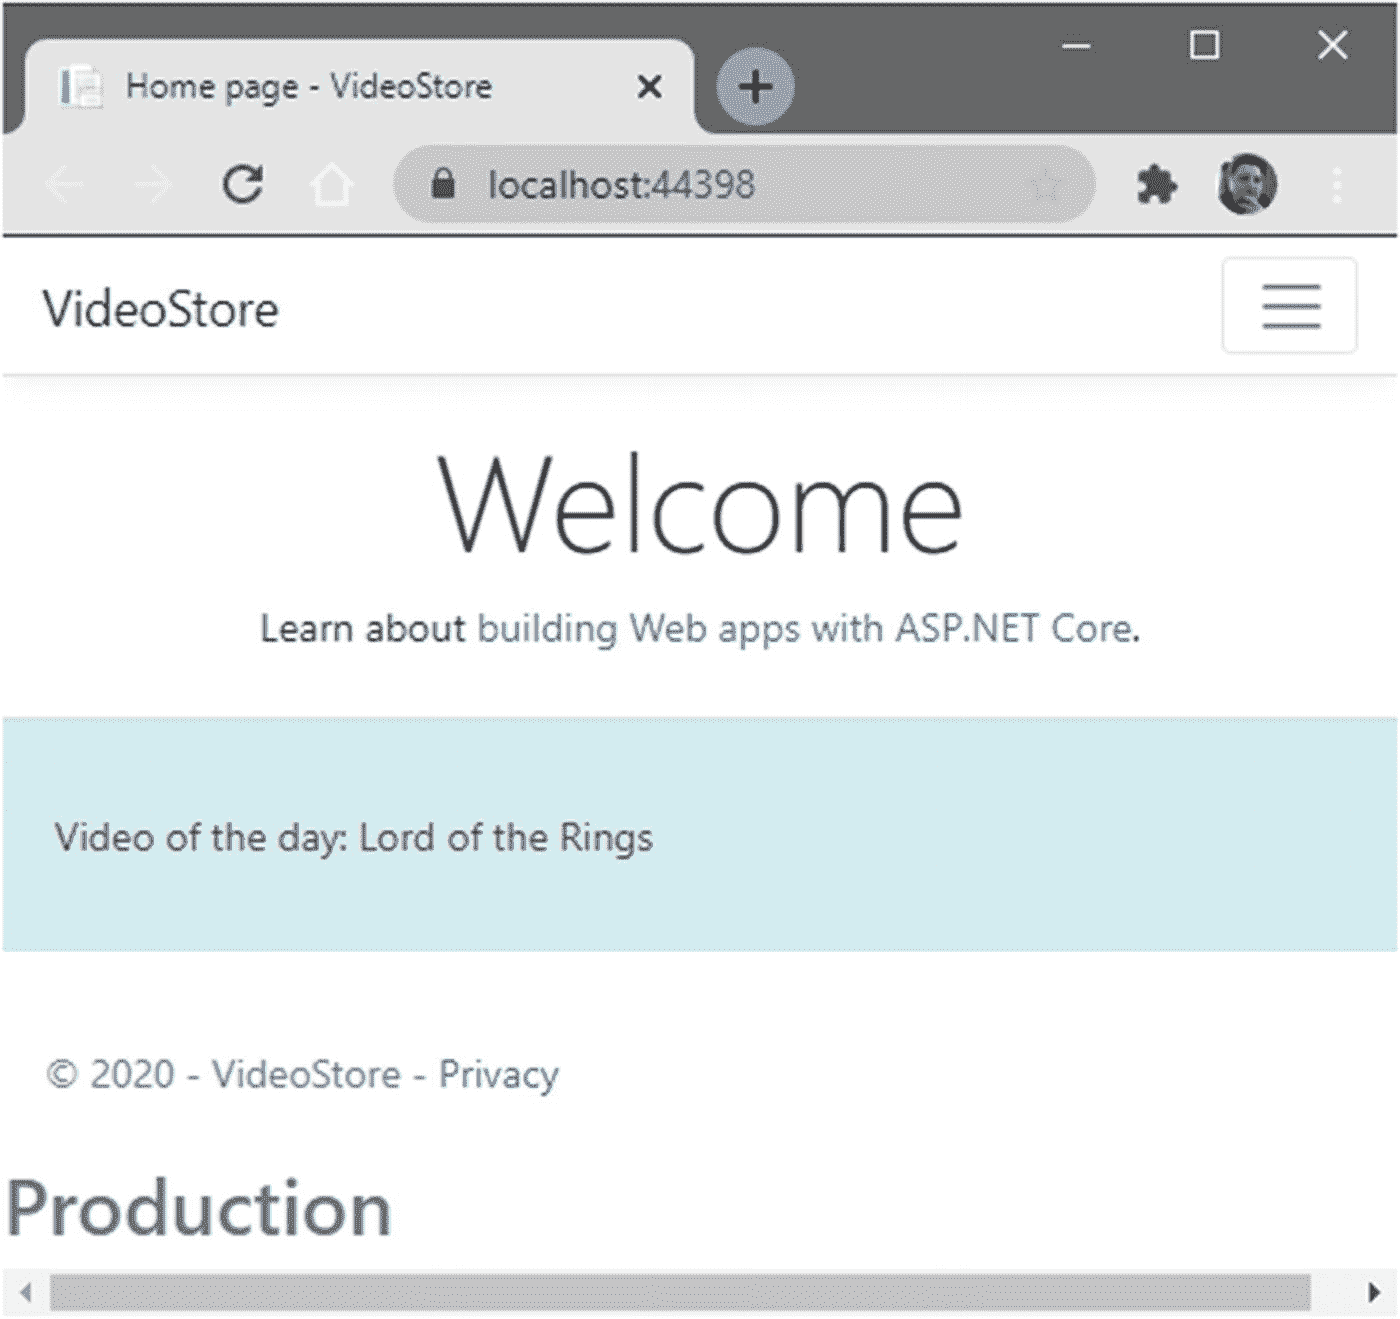 Home page - VideoStore
localhost:44398
VideoStore
Welcome
Learn about building Web apps with ASP.NET Core.
Video of the day: Lord of the Rings
© 2020 - VideoStore - Privacy
Production